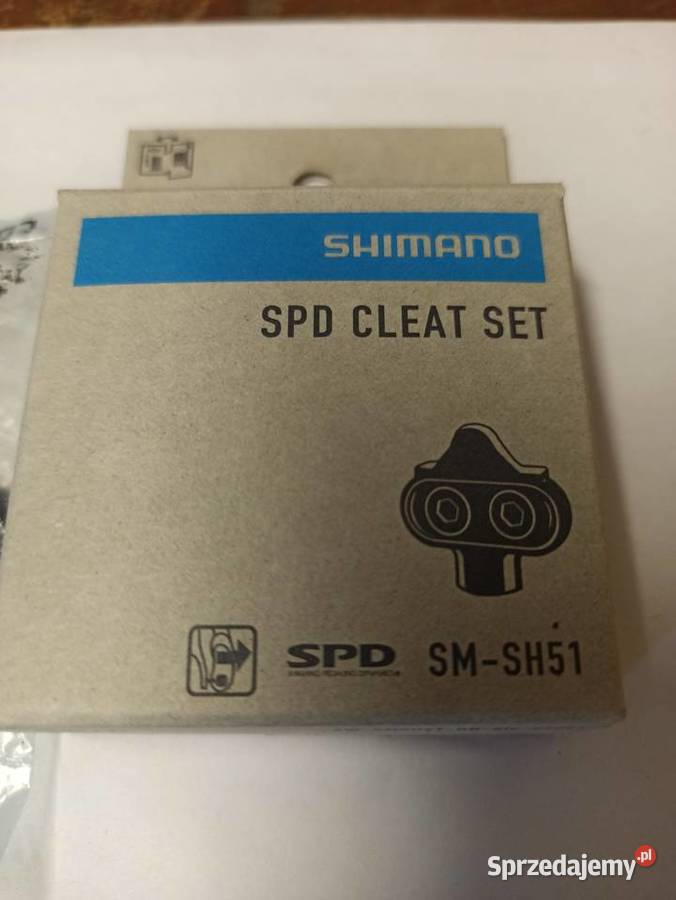 SHIMANO
SPD CLEAT SET
SPD
SM-SH51
Sprzedajemy.pl